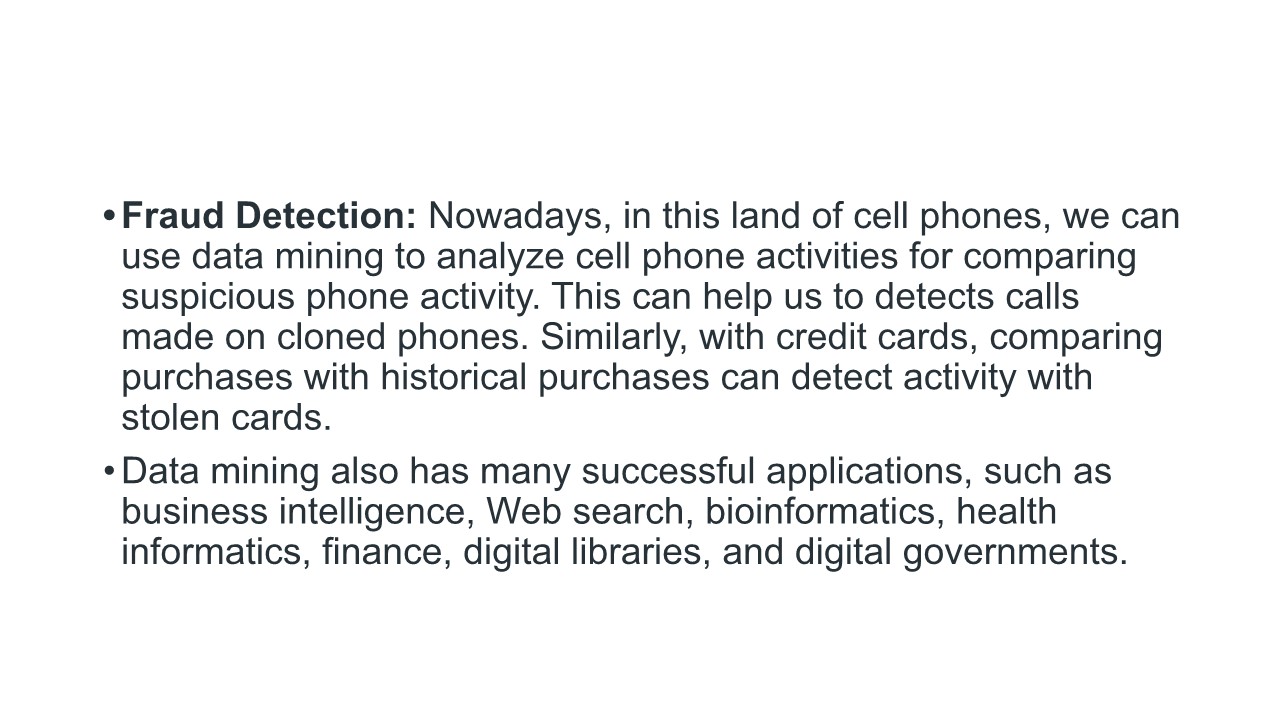 •Fraud Detection: Nowadays, in this land of cell phones, we can
use data mining to analyze cell phone activities for comparing
suspicious phone activity. This can help us to detects calls
made on cloned phones. Similarly, with credit cards, comparing
purchases with historical purchases can detect activity with
stolen cards.
•Data mining also has many successful applications, such as
business intelligence, Web search, bioinformatics, health
informatics, finance, digital libraries, and digital governments.